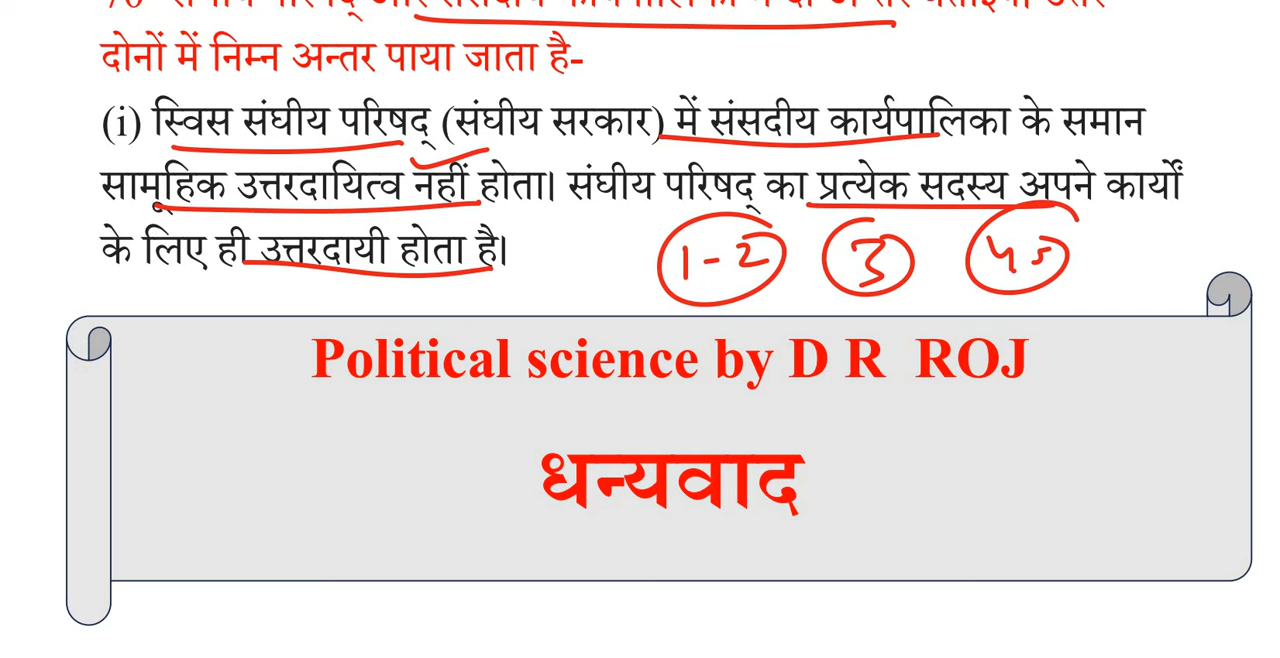 दोनों में निम्न अन्तर पाया जाता है-
(i) स्विस संघीय परिषद् (संघीय सरकार) में संसदीय कार्यपालिका के समान
सामूहिक उत्तरदायित्व नहीं होता। संघीय परिषद् का प्रत्येक सदस्य अपने कार्यों
के लिए ही उत्तरदायी होता है।
1-2 3 45
Political science by D R ROJ
धन्यवाद